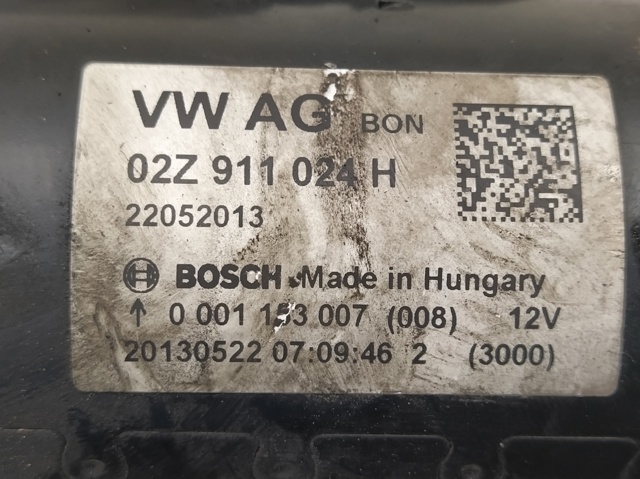 VW AG BON
02Z 911 024 H
22052013
BOSCH Made in Hungary
↑ 0 001 153 007 (008) 12V
20130522 07:09:46 2 (3000)